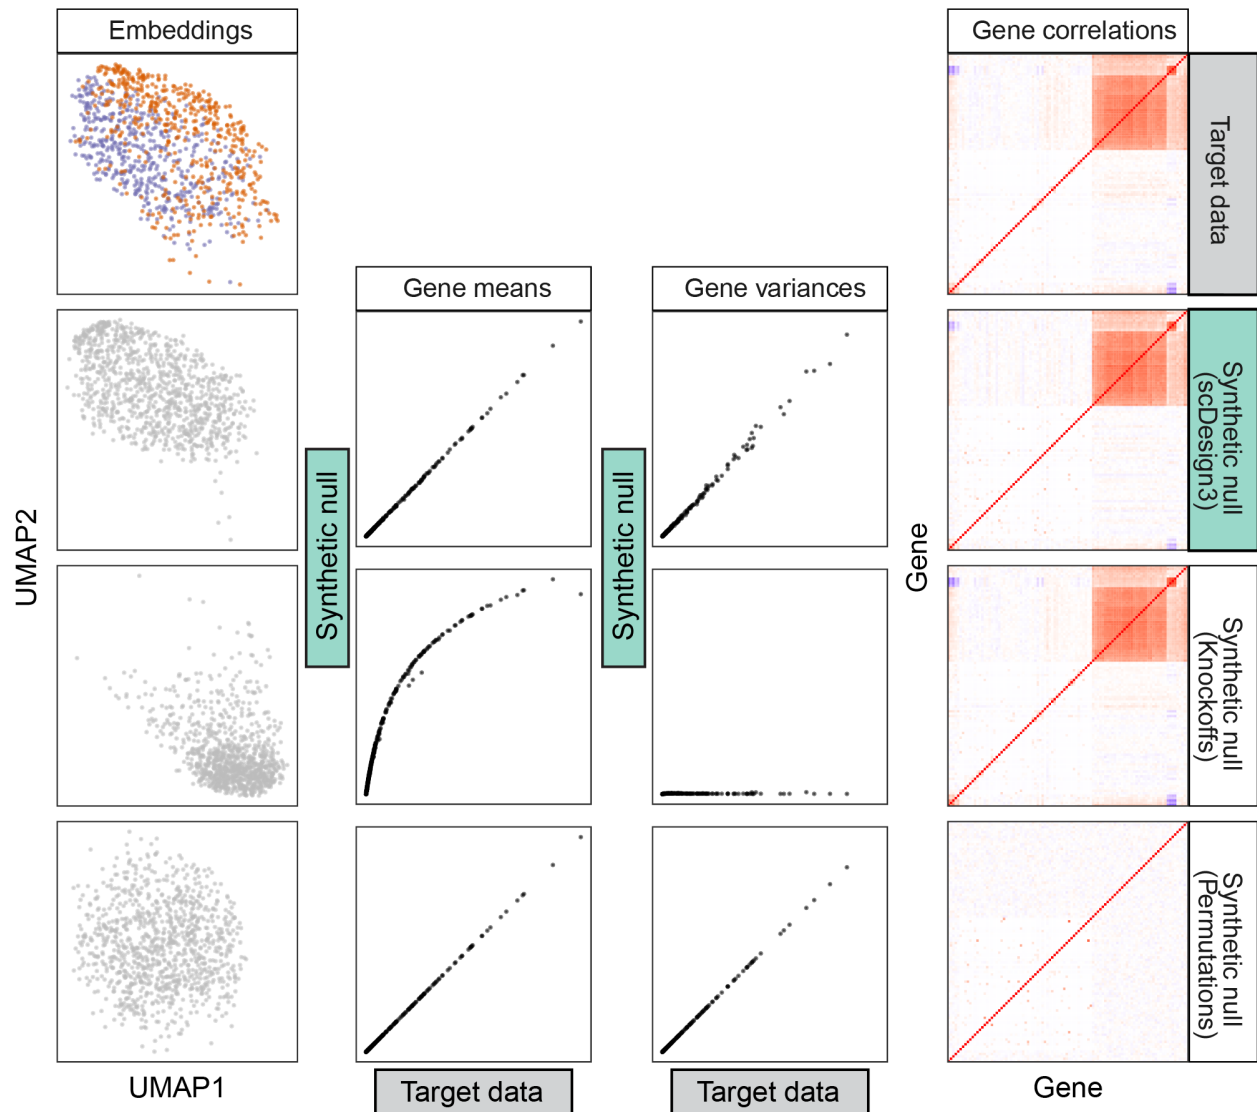 Embeddings
Gene correlations
Target data
Gene means
Gene variances
Synthetic null
(scDesign3)
UMAP2
Synthetic null
Synthetic null
Gene
Synthetic null
(Knockoffs)
Synthetic null
(Permutations)
UMAP1
Target data
Target data
Gene